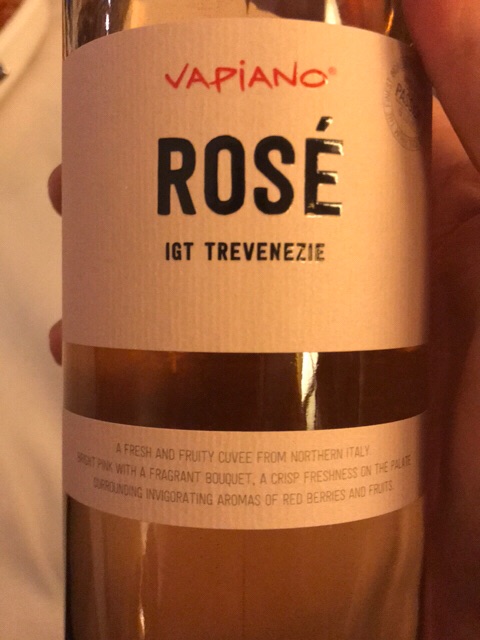 VAPIANO®
ROSÉ
IGT TREVENEZIE
A FRESH AND FRUITY CUVEE FROM NORTHERN ITALY.
BRIGHT PINK WITH A FRAGRANT BOUQUET, A CRISP FRESHNESS ON THE PALATE
SURROUNDING INVIGORATING AROMAS OF RED BERRIES AND FRUITS.